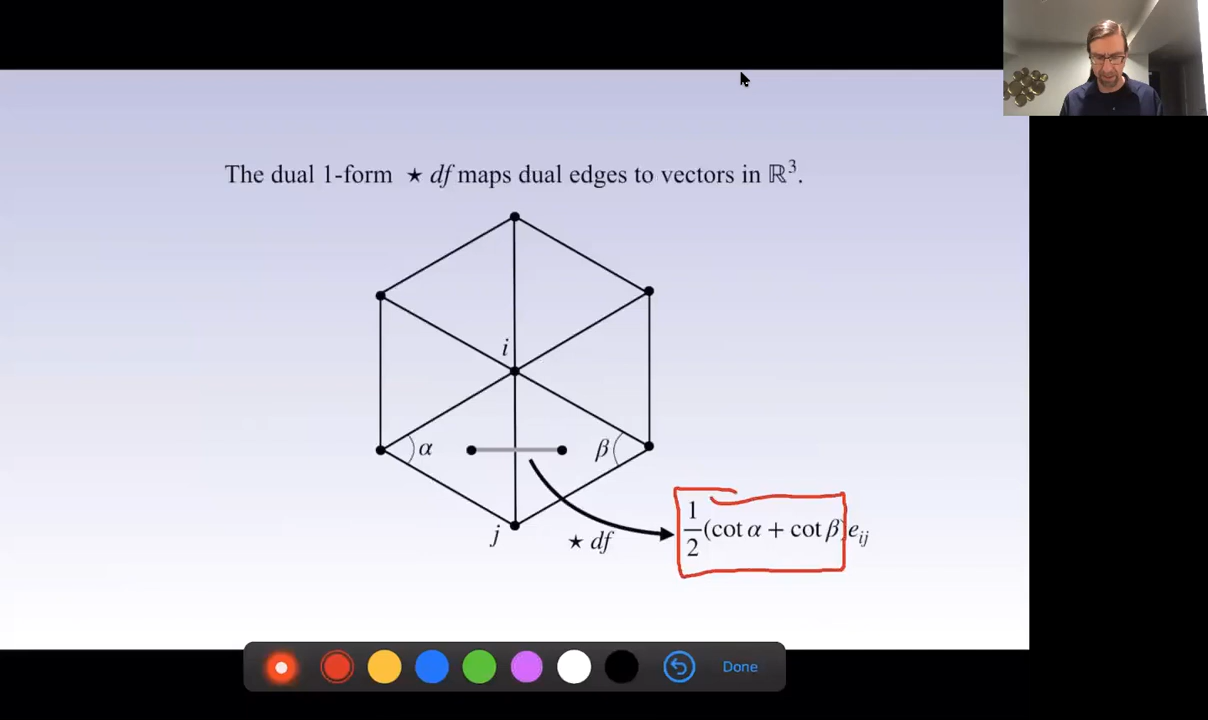 The dual 1-form ⋆ df maps dual edges to vectors in ℝ³.
i
α
β
j
⋆ df
1/2(cot α + cot β)e_ij
Done